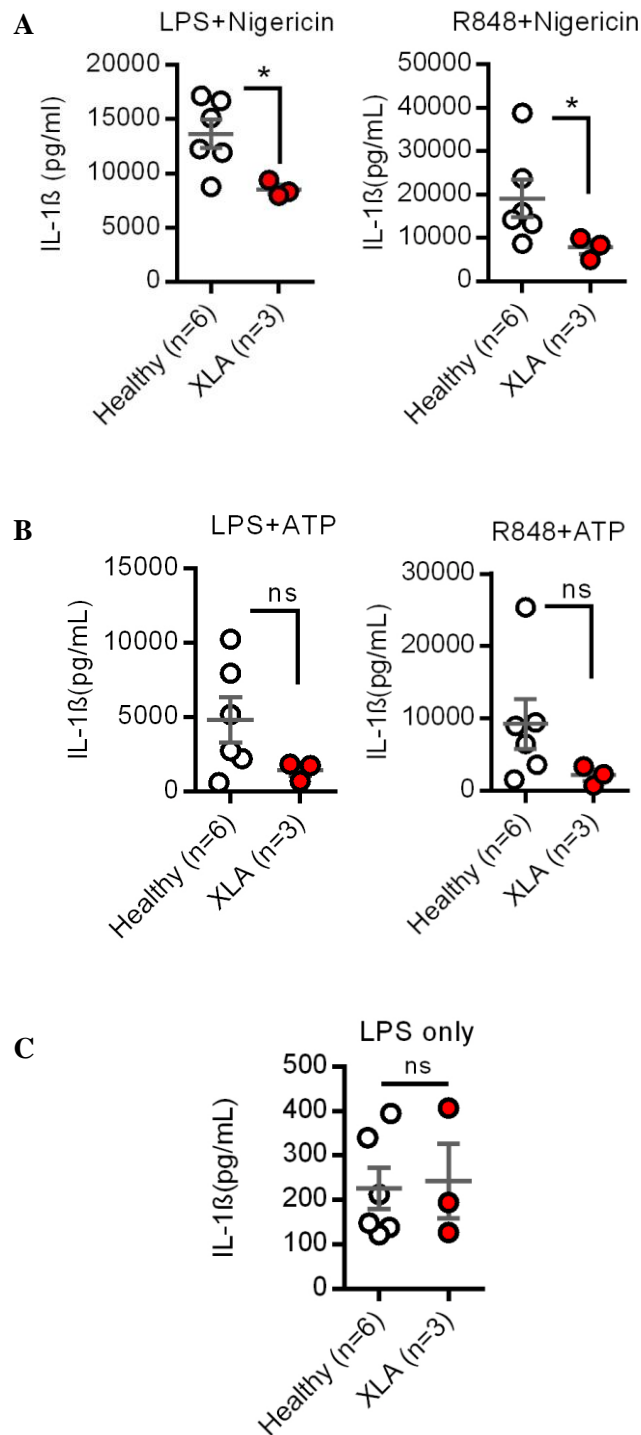 A
LPS+Nigericin
R848+Nigericin
IL-1ß (pg/ml)
20000
15000
10000
5000
0
*
Healthy (n=6)
XLA (n=3)
IL-1ß(pg/mL)
50000
40000
30000
20000
10000
0
*
Healthy (n=6)
XLA (n=3)
B
LPS+ATP
R848+ATP
IL-1ß(pg/mL)
15000
10000
5000
0
ns
Healthy (n=6)
XLA (n=3)
IL-1ß(pg/mL)
30000
20000
10000
0
ns
Healthy (n=6)
XLA (n=3)
C
LPS only
IL-1ß(pg/mL)
500
400
300
200
100
0
ns
Healthy (n=6)
XLA (n=3)